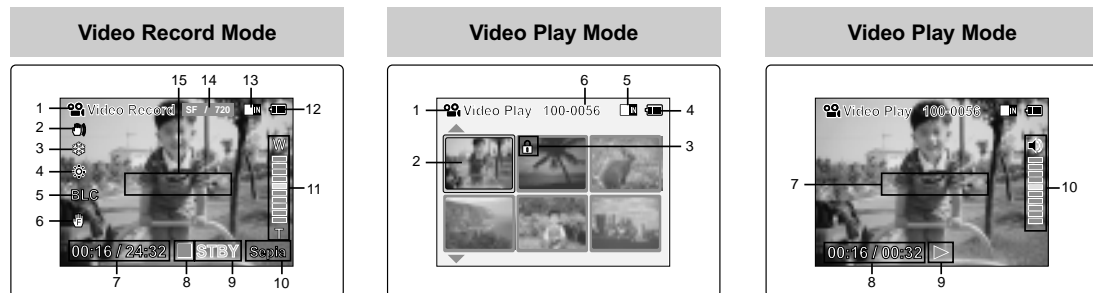 Video Record Mode
Video Play Mode
Video Play Mode
15 14 13
1 Video Record SF / 720 IN 12
2
3
4
5 BLC
6
W
11
T
00:16 / 24:32 STBY Sepia
7 8 9 10
6 5
1 Video Play 100-0056 IN 4
2 3
Video Play 100-0056 IN
7 10
00:16 / 00:32
8 9